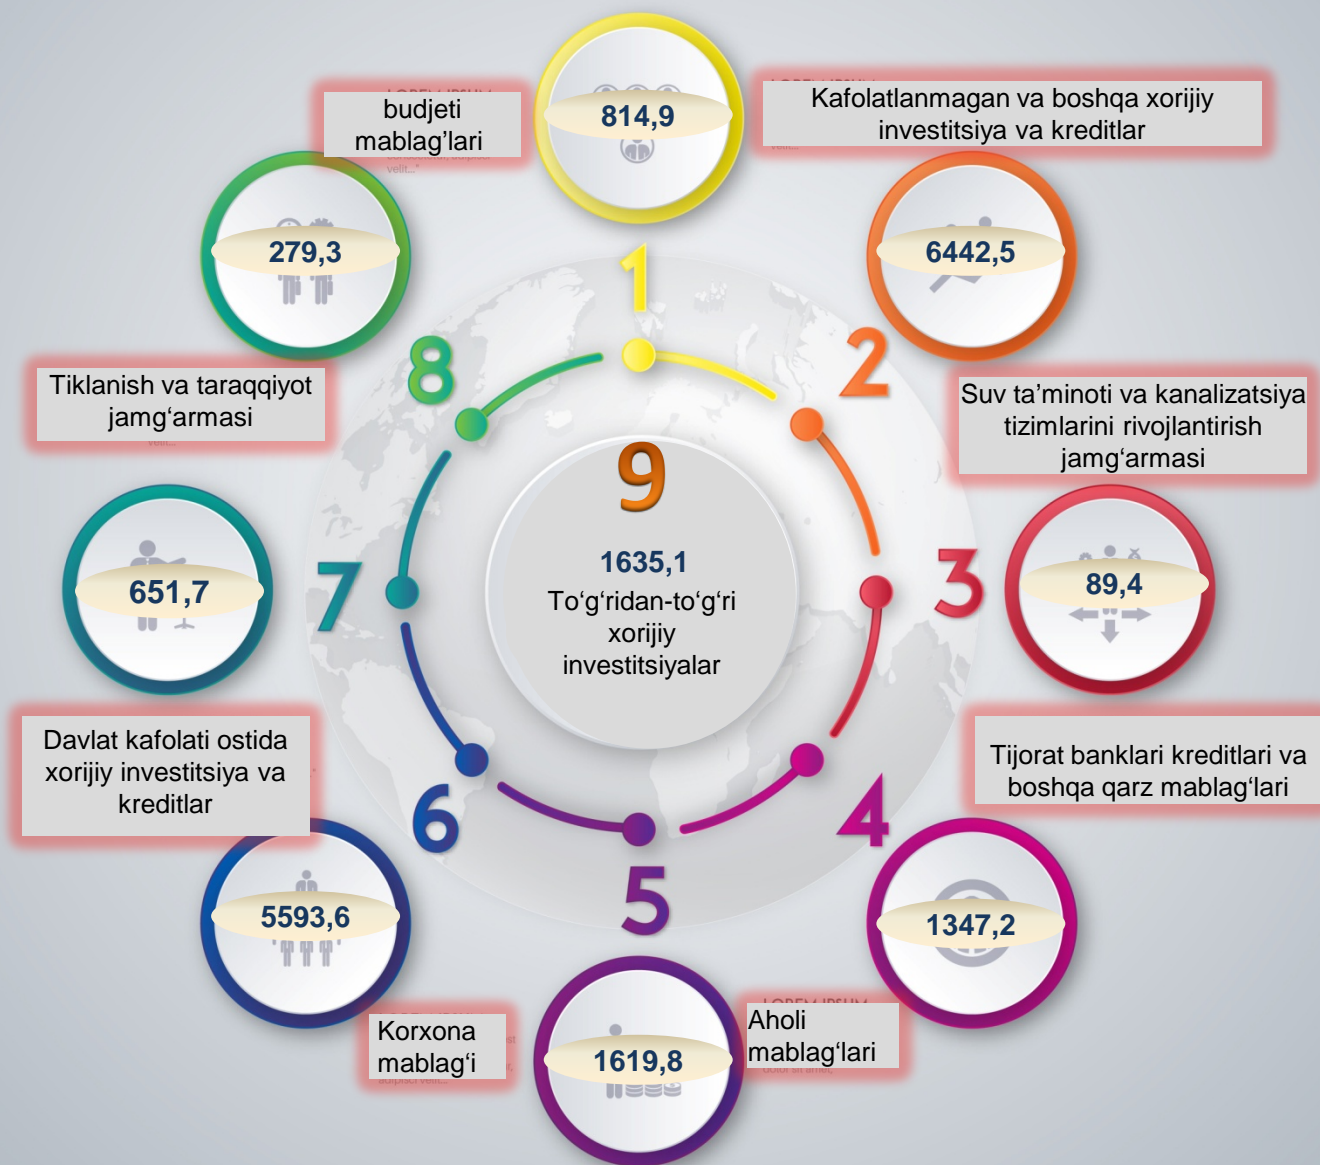 budjeti
mablag’lari
814,9
Kafolatlanmagan va boshqa xorijiy
investitsiya va kreditlar
velit..."
279,3
1
6442,5
8
2
Tiklanish va taraqqiyot
jamg‘armasi
Suv ta’minoti va kanalizatsiya
tizimlarini rivojlantirish
jamg‘armasi
9
1635,1
To‘g‘ridan-to‘g‘ri
xorijiy
investitsiyalar
651,7
7
3
89,4
Davlat kafolati ostida
xorijiy investitsiya va
kreditlar
Tijorat banklari kreditlari va
boshqa qarz mablag‘lari
6
4
5
5593,6
1347,2
Korxona
mablag‘i
1619,8
Aholi
mablag‘lari